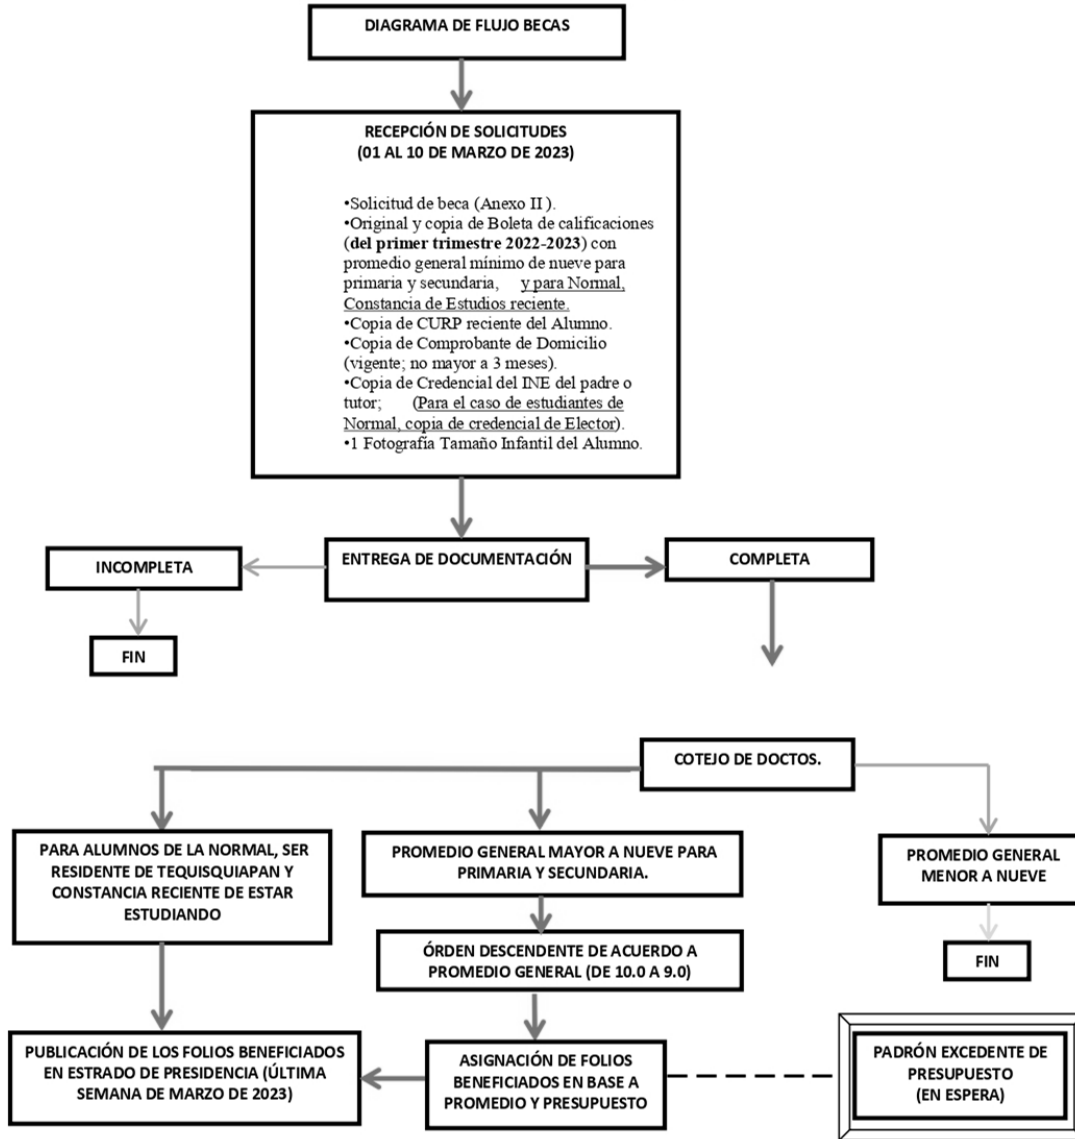 DIAGRAMA DE FLUJO BECAS
RECEPCIÓN DE SOLICITUDES
(01 AL 10 DE MARZO DE 2023)
•Solicitud de beca (Anexo II ).
•Original y copia de Boleta de calificaciones
(del primer trimestre 2022-2023) con
promedio general mínimo de nueve para
primaria y secundaria, y para Normal,
Constancia de Estudios reciente.
•Copia de CURP reciente del Alumno.
•Copia de Comprobante de Domicilio
(vigente; no mayor a 3 meses).
•Copia de Credencial del INE del padre o
tutor; (Para el caso de estudiantes de
Normal, copia de credencial de Elector).
•1 Fotografía Tamaño Infantil del Alumno.
INCOMPLETA
ENTREGA DE DOCUMENTACIÓN
COMPLETA
FIN
COTEJO DE DOCTOS.
PARA ALUMNOS DE LA NORMAL, SER
RESIDENTE DE TEQUISQUIAPAN Y
CONSTANCIA RECIENTE DE ESTAR
ESTUDIANDO
PROMEDIO GENERAL MAYOR A NUEVE PARA
PRIMARIA Y SECUNDARIA.
PROMEDIO GENERAL
MENOR A NUEVE
ÓRDEN DESCENDENTE DE ACUERDO A
PROMEDIO GENERAL (DE 10.0 A 9.0)
FIN
PUBLICACIÓN DE LOS FOLIOS BENEFICIADOS
EN ESTRADO DE PRESIDENCIA (ÚLTIMA
SEMANA DE MARZO DE 2023)
ASIGNACIÓN DE FOLIOS
BENEFICIADOS EN BASE A
PROMEDIO Y PRESUPUESTO
PADRÓN EXCEDENTE DE
PRESUPUESTO
(EN ESPERA)